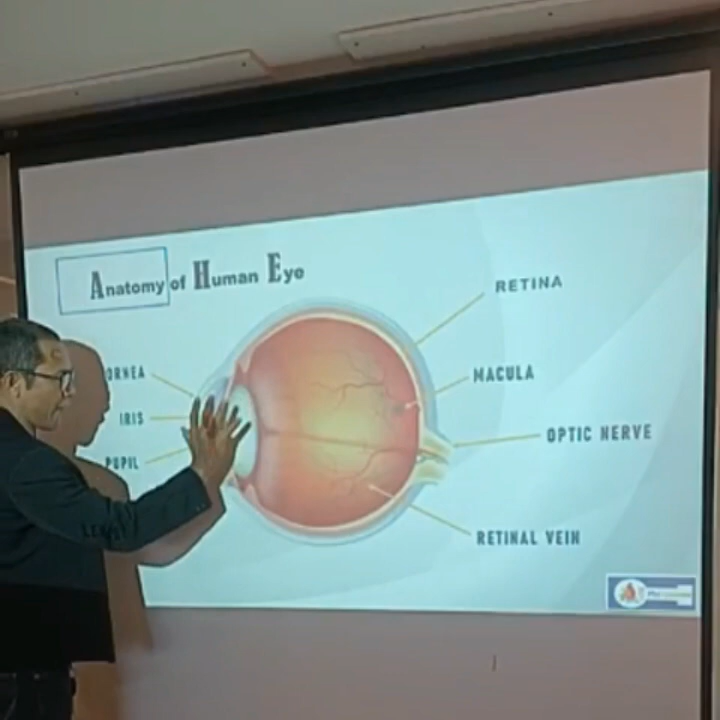 Anatomy of Human Eye
RETINA
ORNEA
MACULA
IRIS
OPTIC NERVE
PUPIL
RETINAL VEIN